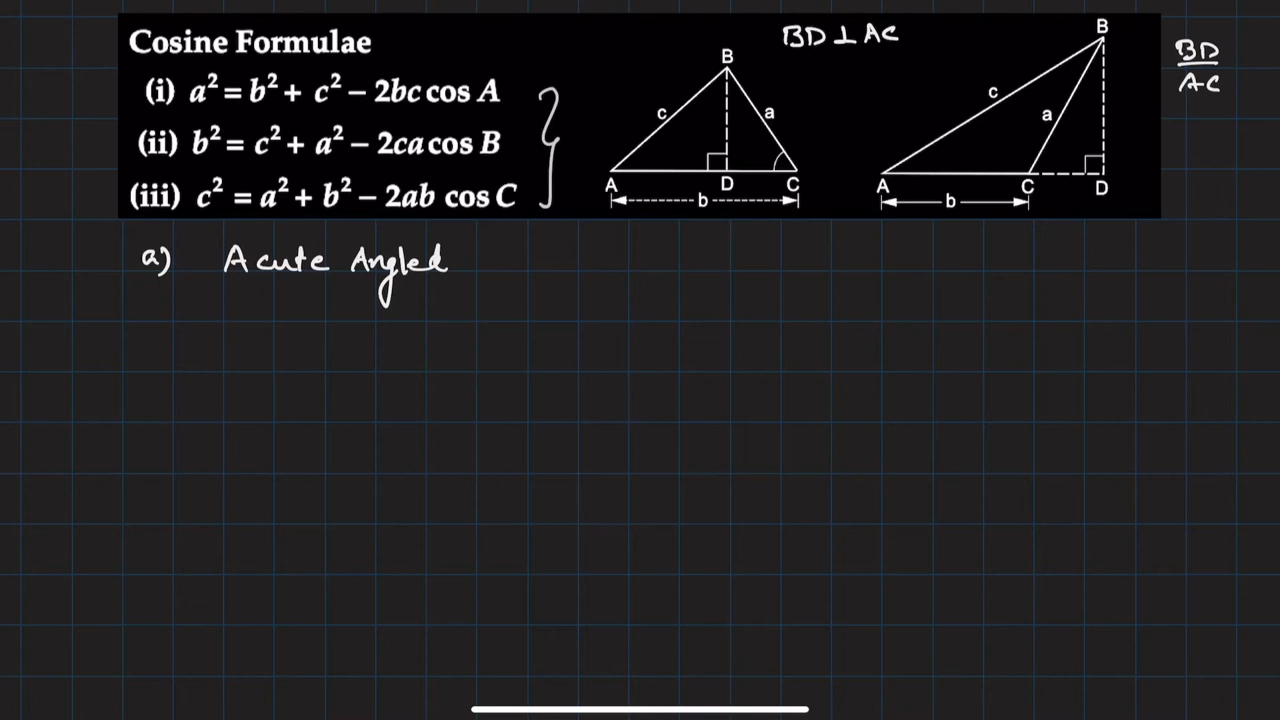 Cosine Formulae
(i) a² = b² + c² – 2bc cos A
(ii) b² = c² + a² – 2ca cos B
(iii) c² = a² + b² – 2ab cos C
B
c
a
A
D
C
b
BD ⊥ AC
B
c
a
A
C
D
b
BD
AC
a) Acute Angled